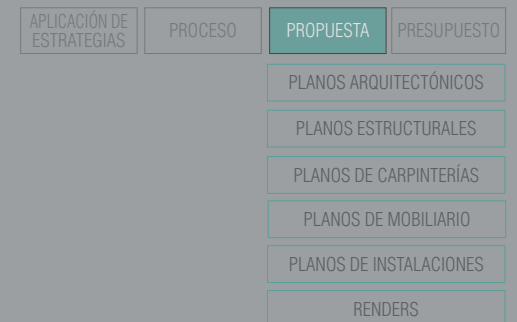 APLICACIÓN DE
ESTRATEGIAS
PROCESO
PROPUESTA
PRESUPUESTO
PLANOS ARQUITECTÓNICOS
PLANOS ESTRUCTURALES
PLANOS DE CARPINTERÍAS
PLANOS DE MOBILIARIO
PLANOS DE INSTALACIONES
RENDERS